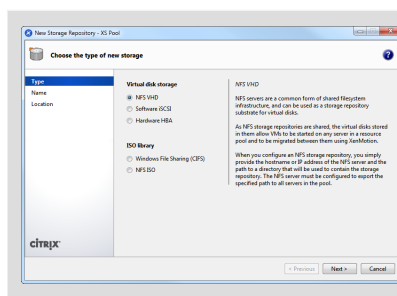 New Storage Repository - XS Pool
Choose the type of new storage
Type
Name
Location
Virtual disk storage
NFS VHD
Software iSCSI
Hardware HBA
ISO library
Windows File Sharing (CIFS)
NFS ISO
NFS VHD
NFS servers are a common form of shared filesystem
infrastructure, and can be used as a storage repository
substrate for virtual disks.
As NFS storage repositories are shared, the virtual disks stored
in them allow VMs to be started on any server in a resource
pool and to be migrated between them using XenMotion.
When you configure an NFS storage repository, you simply
provide the hostname or IP address of the NFS server and the
path to a directory that will be used to contain the storage
repository. The NFS server must be configured to export the
specified path to all servers in the pool.
CITRIX
< Previous
Next >
Cancel